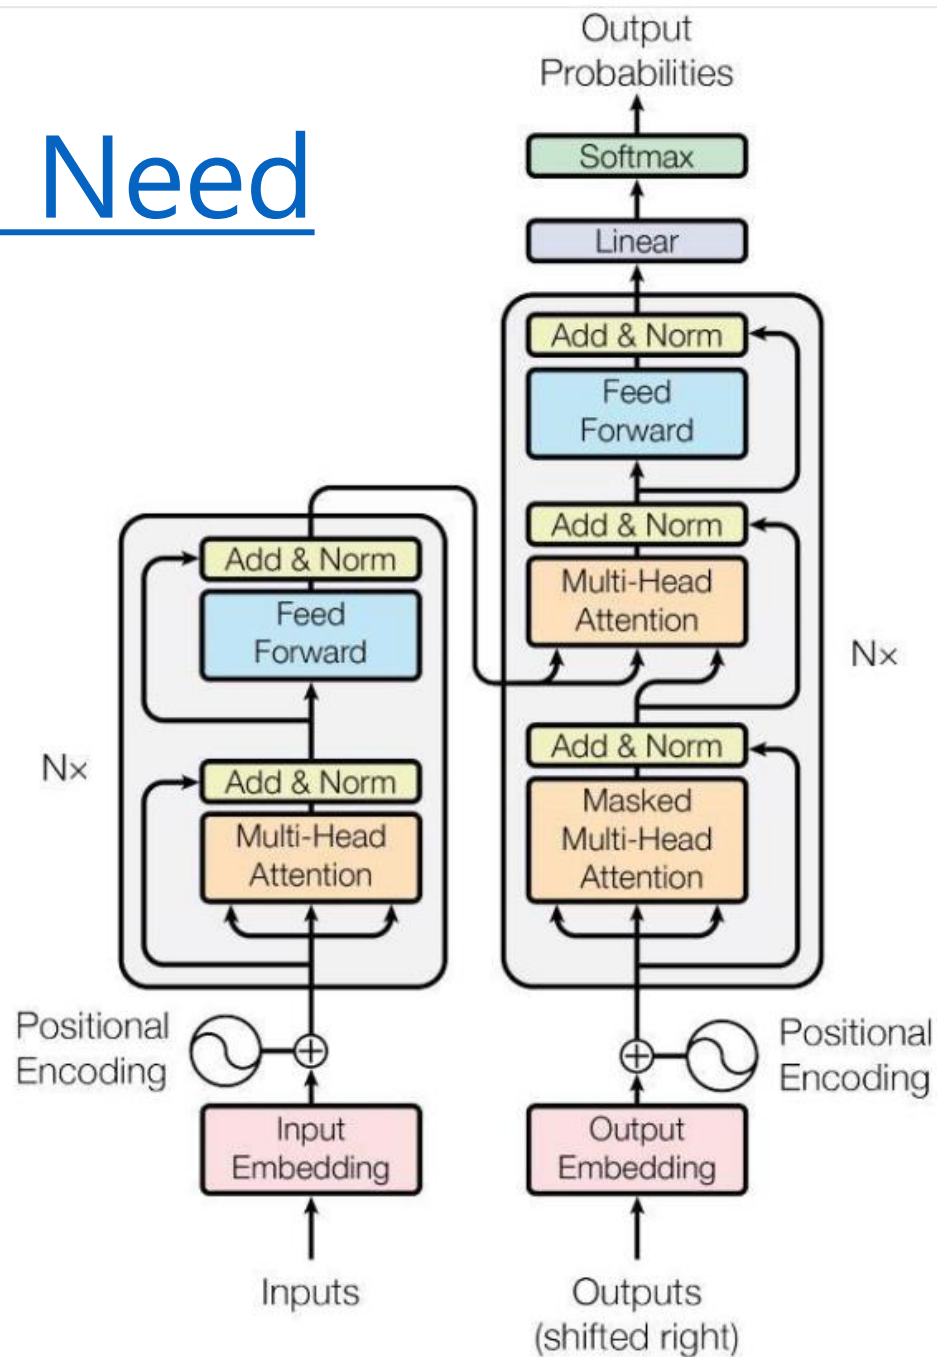 Need
Output
Probabilities
Softmax
Linear
Add & Norm
Feed
Forward
Add & Norm
Multi-Head
Attention
Nx
Add & Norm
Masked
Multi-Head
Attention
Add & Norm
Feed
Forward
Nx
Add & Norm
Multi-Head
Attention
Positional
Encoding
Positional
Encoding
Input
Embedding
Output
Embedding
Inputs
Outputs
(shifted right)